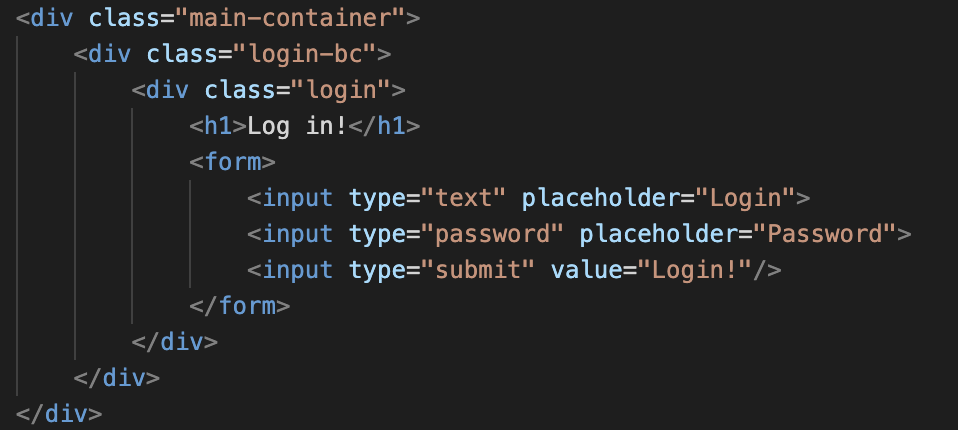 <div class="main-container">
<div class="login-bc">
<div class="login">
<h1>Log in!</h1>
<form>
<input type="text" placeholder="Login">
<input type="password" placeholder="Password">
<input type="submit" value="Login!"/>
</form>
</div>
</div>
</div>